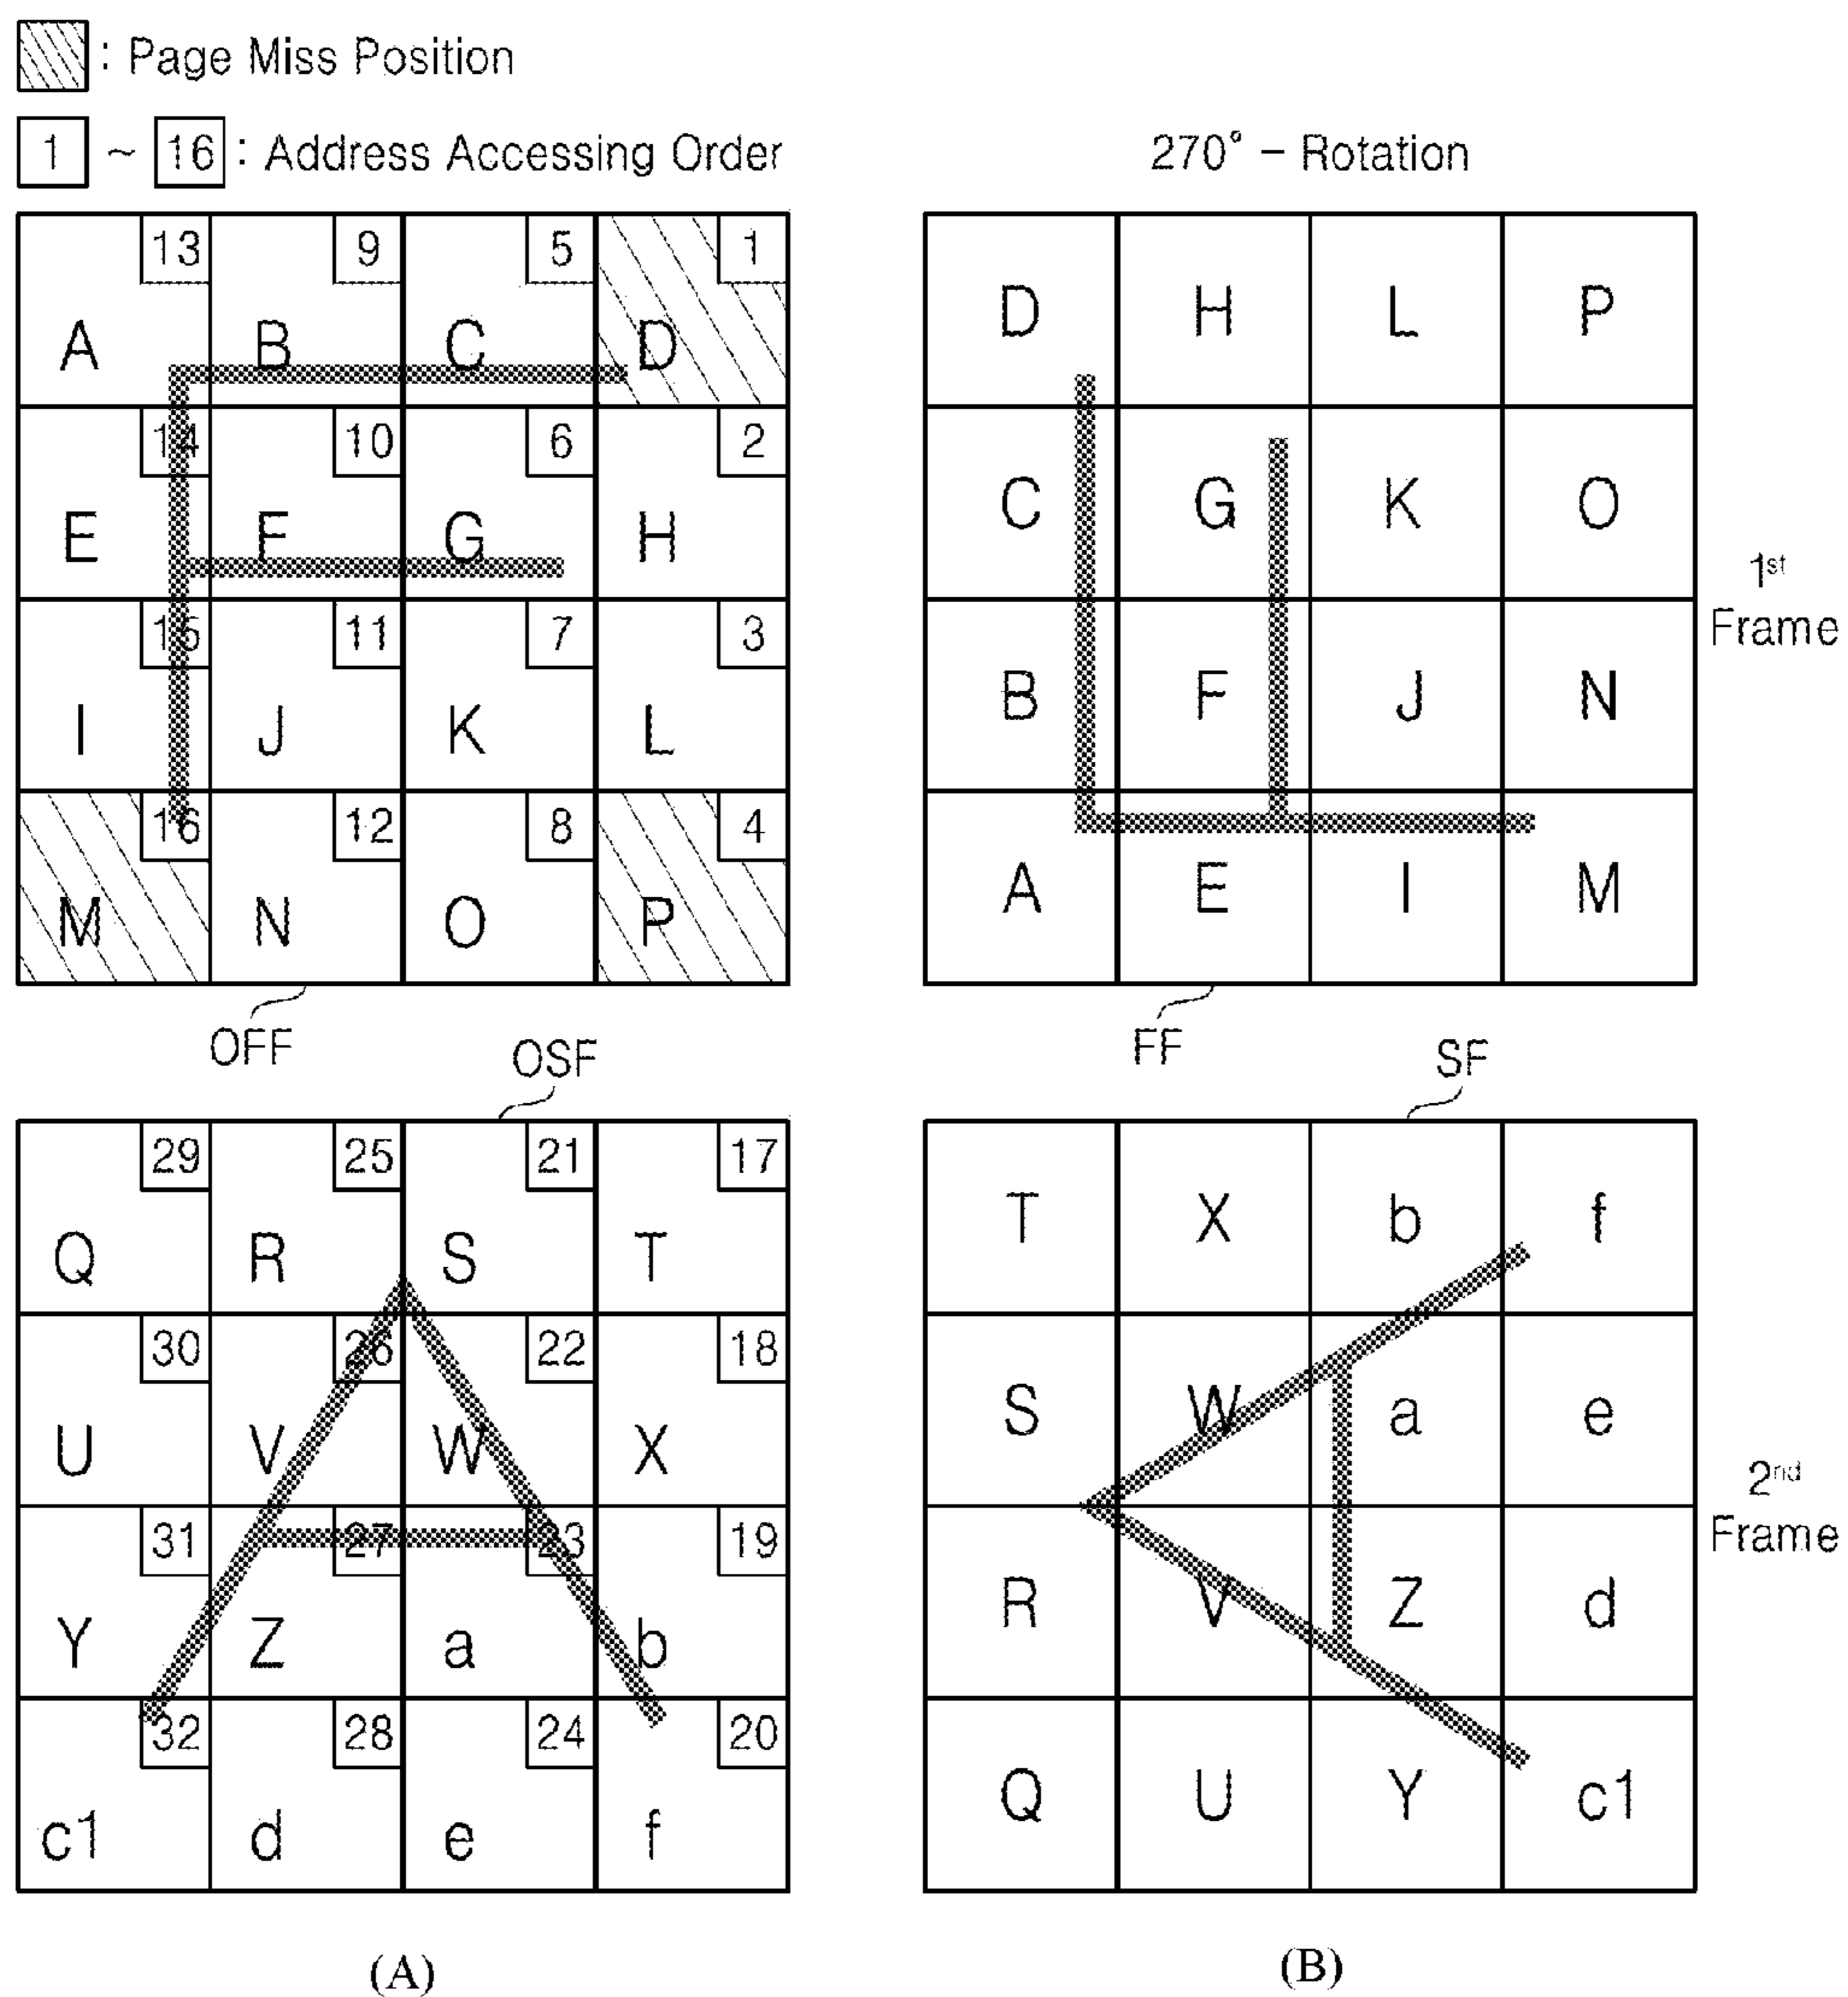 : Page Miss Position
1 ~ 16 : Address Accessing Order
270° - Rotation
13 9 5 1
A B C D
14 10 6 2
E F G H
15 11 7 3
I J K L
16 12 8 4
M N O P
D H L P
C G K O
B F J N
A E I M
1st
Frame
OFF
FF
OSF
SF
29 25 21 17
Q R S T
30 26 22 18
U V W X
31 27 23 19
Y Z a b
32 28 24 20
c1 d e f
T X b f
S W a e
R V Z d
Q U Y c1
2nd
Frame
(A)
(B)